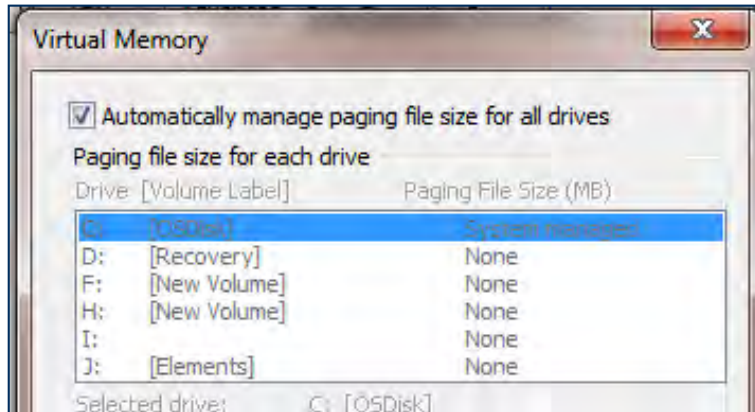 Virtual Memory
Automatically manage paging file size for all drives
Paging file size for each drive
Drive [Volume Label] Paging File Size (MB)
C: [OSDisk] System managed
D: [Recovery] None
F: [New Volume] None
H: [New Volume] None
I: None
J: [Elements] None
Selected drive: C: [OSDisk]